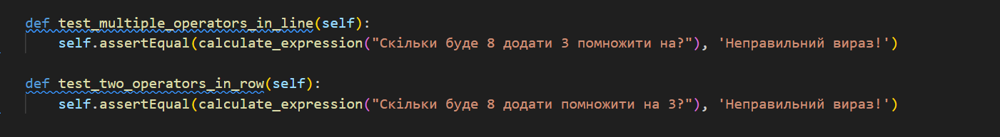 def test_multiple_operators_in_line(self):
self.assertEqual(calculate_expression("Скільки буде 8 додати 3 помножити на?"), 'Неправильний вираз!')
def test_two_operators_in_row(self):
self.assertEqual(calculate_expression("Скільки буде 8 додати помножити на 3?"), 'Неправильний вираз!')